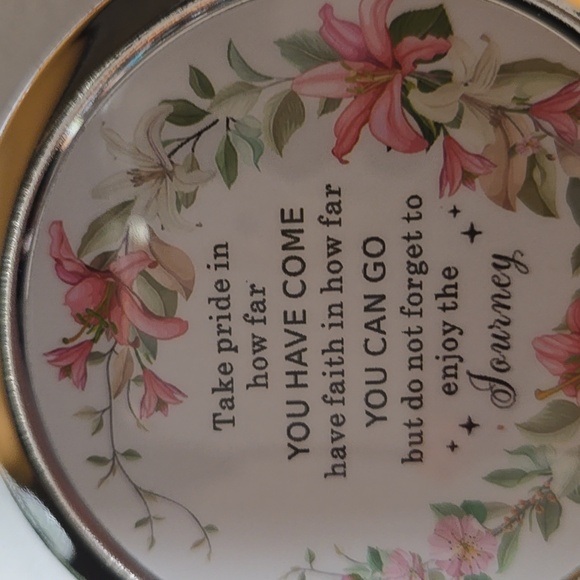 Take pride in
how far
YOU HAVE COME
have faith in how far
YOU CAN GO
but do not forget to
enjoy the
Journey